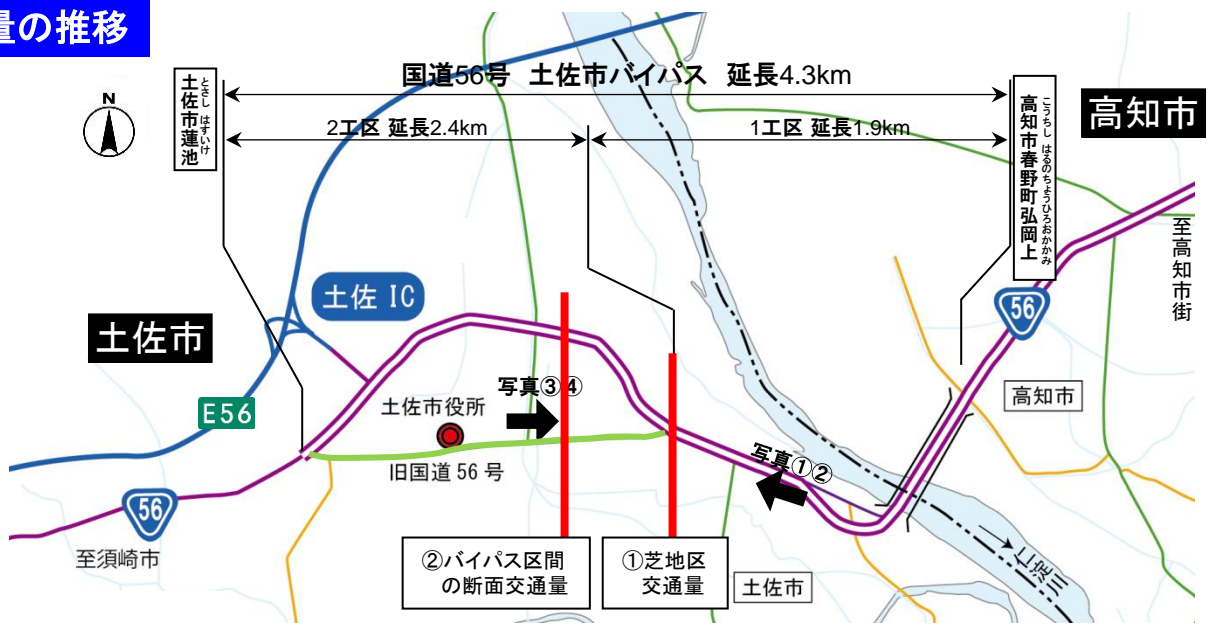 量の推移
国道56号 土佐市バイパス 延長4.3km
2工区 延長2.4km
1工区 延長1.9km
土佐市蓮池
とさし はすいけ
高知市春野町弘岡上
こうちし はるのちょうひろおかかみ
高知市
至高知市街
N
土佐 IC
56
土佐市
E56
写真③④
土佐市役所
旧国道 56 号
高知市
写真①②
56
至須崎市
②バイパス区間
の断面交通量
①芝地区
交通量
土佐市
仁淀川